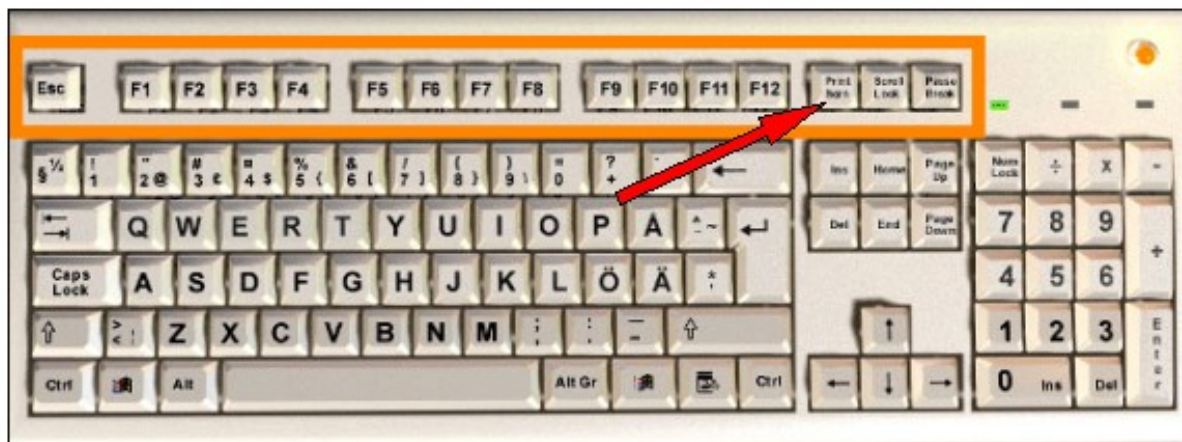 Esc F1 F2 F3 F4 F5 F6 F7 F8 F9 F10 F11 F12 Print Scrn Scroll Lock Pause Break
§ ½ ! 1 " 2 @ # 3 £ ¤ 4 $ % 5 & 6 / 7 ( 8 ) 9 = 0 ? + Ins Home Page Up Num Lock ÷ X -
Q W E R T Y U I O P Å ^ ~ Del End Page Down 7 8 9 +
Caps Lock A S D F G H J K L Ö Ä * ' 4 5 6
> < Z X C V B N M ; , : . _ - 1 2 3 Enter
Ctrl Alt Alt Gr Ctrl 0 Ins Del